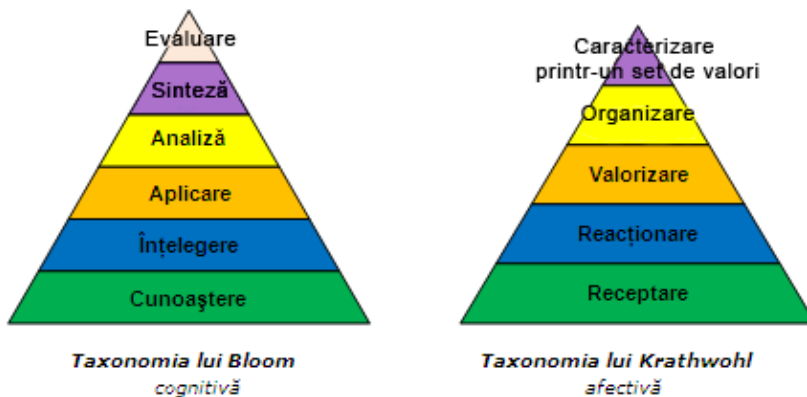 Evaluare
Sinteză
Analiză
Aplicare
Înțelegere
Cunoaştere
Taxonomia lui Bloom
cognitivă
Caracterizare
printr-un set de valori
Organizare
Valorizare
Reacționare
Receptare
Taxonomia lui Krathwohl
afectivă